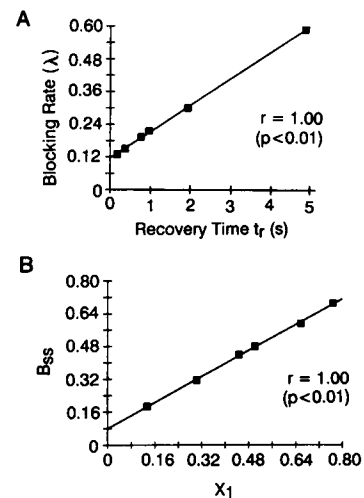 A
Blocking Rate (λ)
0.60
0.48
0.36
0.24
0.12
0
r = 1.00
(p<0.01)
0 1 2 3 4 5
Recovery Time tr (s)
B
Bss
0.80
0.64
0.48
0.32
0.16
0
r = 1.00
(p<0.01)
0 0.16 0.32 0.48 0.64 0.80
X1